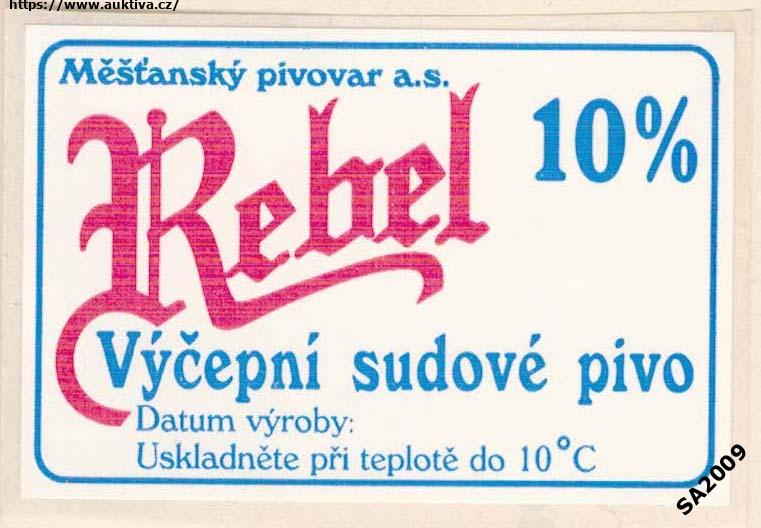 https://www.auktiva.cz/
Měšťanský pivovar a.s.
Rebel
10%
Výčepní sudové pivo
Datum výroby:
Uskladněte při teplotě do 10°C
SA2009